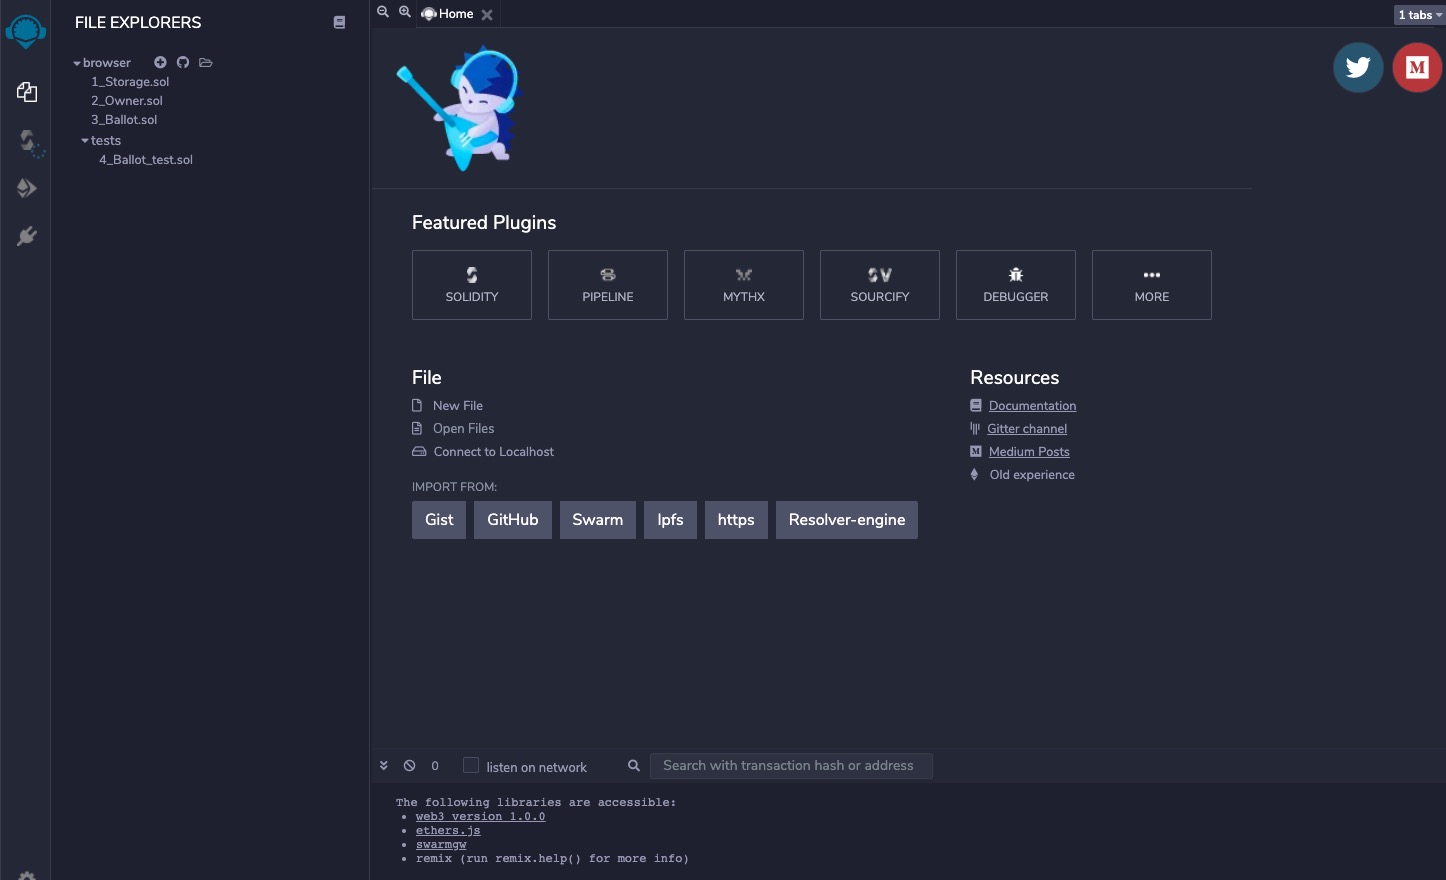 FILE EXPLORERS
browser
1_Storage.sol
2_Owner.sol
3_Ballot.sol
tests
4_Ballot_test.sol
Home
1 tabs
M
Featured Plugins
SOLIDITY
PIPELINE
MYTHX
SOURCIFY
DEBUGGER
MORE
File
New File
Open Files
Connect to Localhost
IMPORT FROM:
Gist GitHub Swarm Ipfs https Resolver-engine
Resources
Documentation
Gitter channel
Medium Posts
Old experience
0 listen on network Search with transaction hash or address
The following libraries are accessible:
• web3 version 1.0.0
• ethers.js
• swarmgw
• remix (run remix.help() for more info)